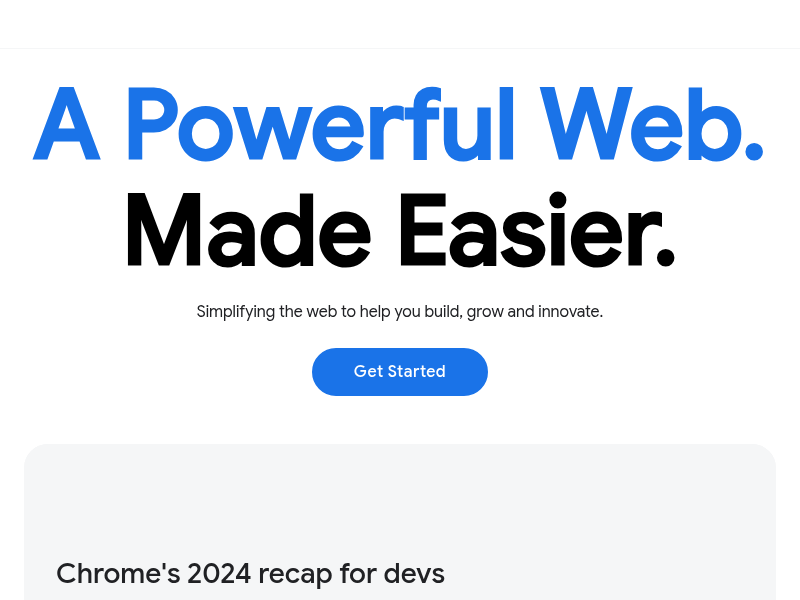 A Powerful Web.
Made Easier.
Simplifying the web to help you build, grow and innovate.
Get Started
Chrome's 2024 recap for devs